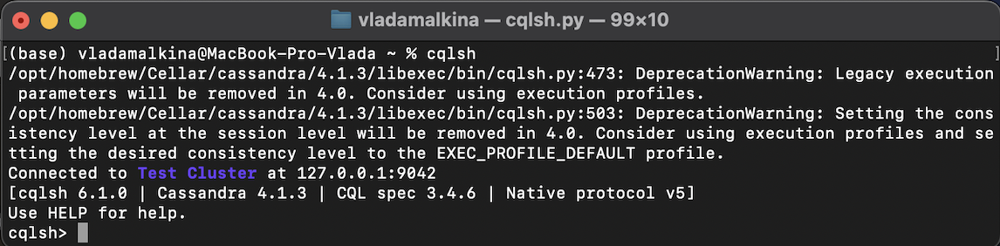 vladamalkina — cqlsh.py — 99×10
[(base) vladamalkina@MacBook-Pro-Vlada ~ % cqlsh ]
/opt/homebrew/Cellar/cassandra/4.1.3/libexec/bin/cqlsh.py:473: DeprecationWarning: Legacy execution
 parameters will be removed in 4.0. Consider using execution profiles.
/opt/homebrew/Cellar/cassandra/4.1.3/libexec/bin/cqlsh.py:503: DeprecationWarning: Setting the cons
istency level at the session level will be removed in 4.0. Consider using execution profiles and se
tting the desired consistency level to the EXEC_PROFILE_DEFAULT profile.
Connected to Test Cluster at 127.0.0.1:9042
[cqlsh 6.1.0 | Cassandra 4.1.3 | CQL spec 3.4.6 | Native protocol v5]
Use HELP for help.
cqlsh>